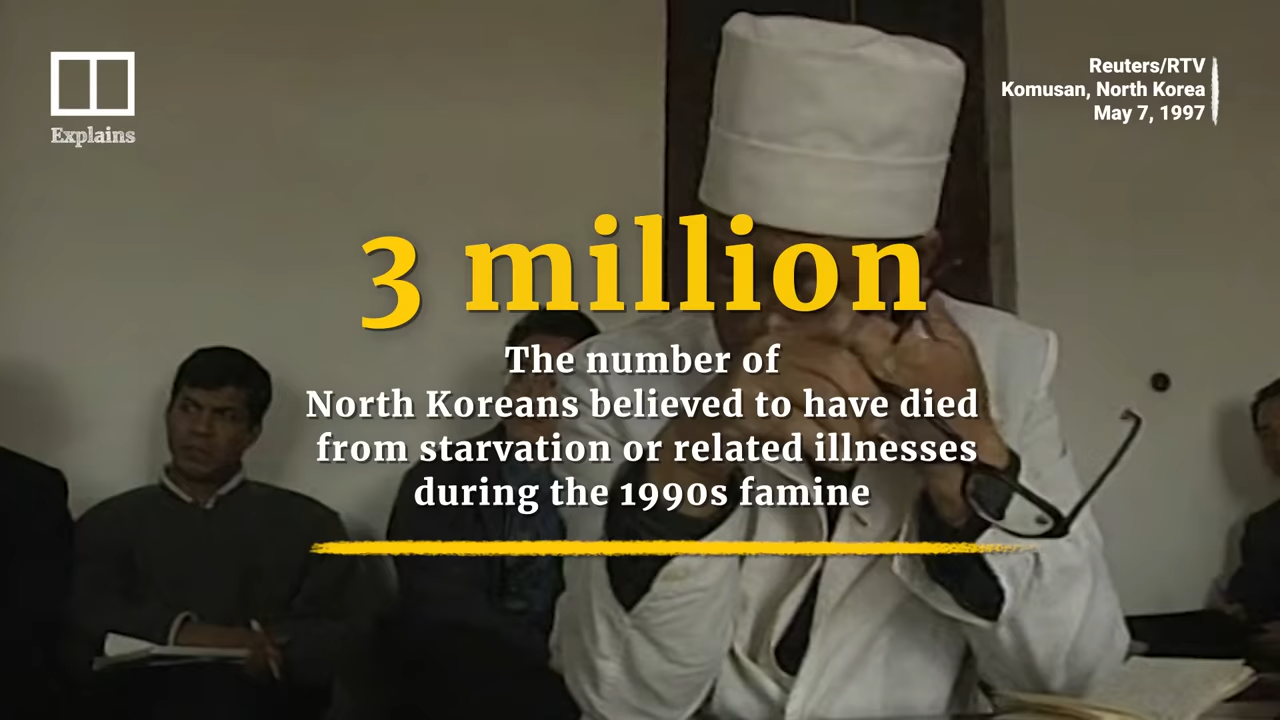 Explains
Reuters/RTV
Komusan, North Korea
May 7, 1997
3 million
The number of
North Koreans believed to have died
from starvation or related illnesses
during the 1990s famine